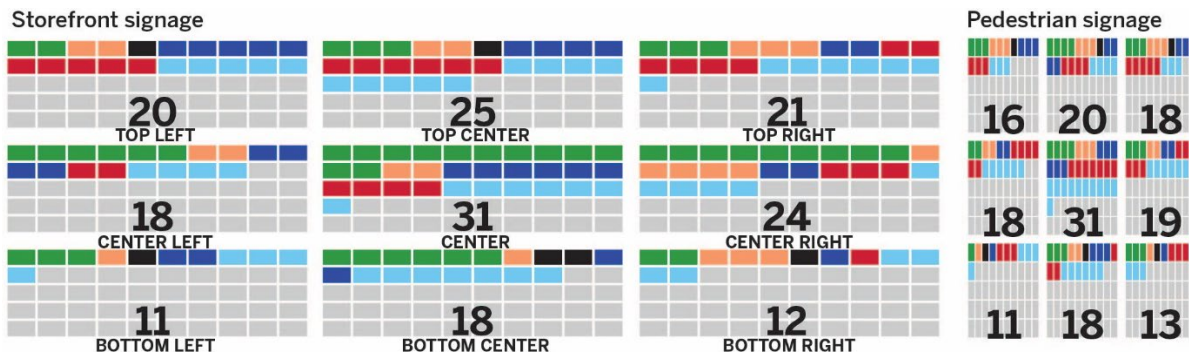 Storefront signage
Pedestrian signage
20
TOP LEFT
25
TOP CENTER
21
TOP RIGHT
16
20
18
18
CENTER LEFT
31
CENTER
24
CENTER RIGHT
18
31
19
11
BOTTOM LEFT
18
BOTTOM CENTER
12
BOTTOM RIGHT
11
18
13